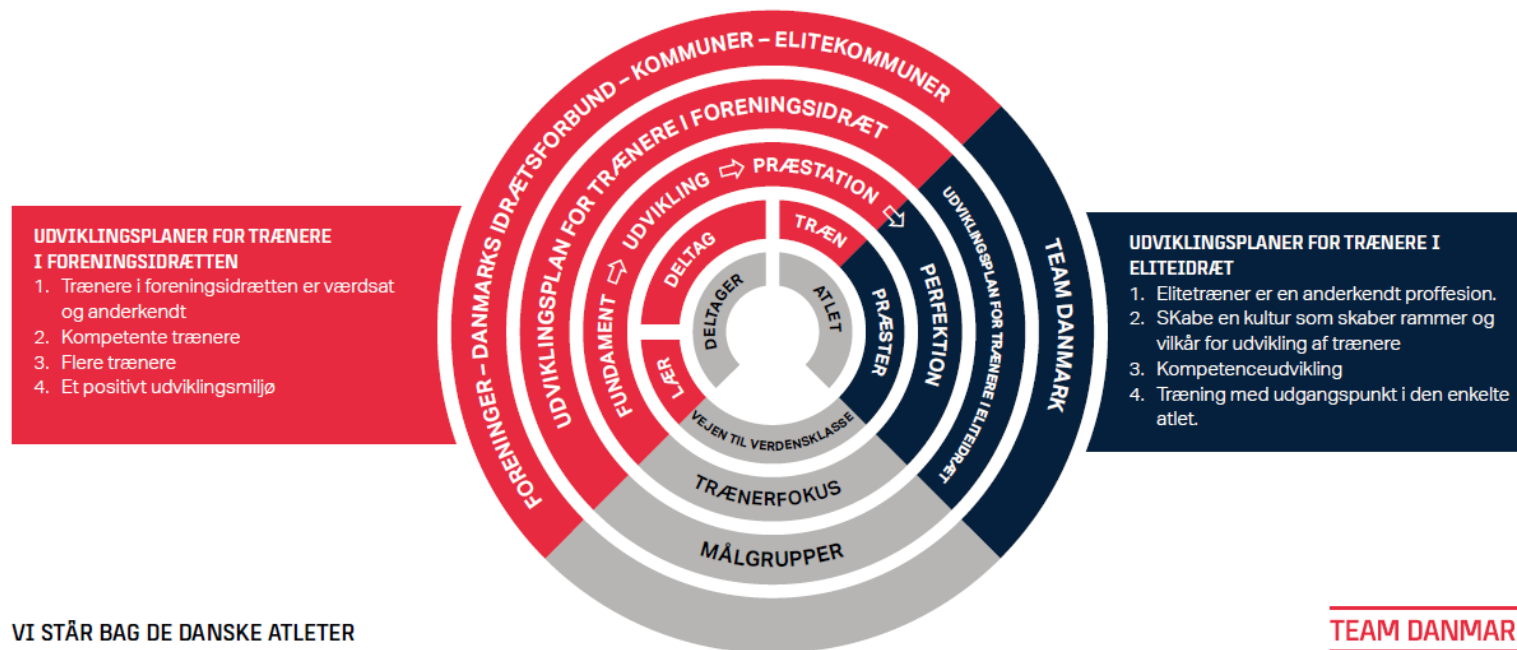 FORENINGER – DANMARKS IDRÆTSFORBUND – KOMMUNER – ELITEKOMMUNER
UDVIKLINGSPLAN FOR TRÆNERE I FORENINGSIDRÆT
FUNDAMENT ⇨ UDVIKLING ⇨ PRÆSTATION ⇨
PERFEKTION
LÆR
DELTAG
TRÆN
PRÆSTER
DELTAGER
ATLET
UDVIKLINGSPLAN FOR TRÆNERE I ELITEIDRÆT
TEAM DANMARK
VEJEN TIL VERDENSKLASSE
TRÆNERFOKUS
MÅLGRUPPER
UDVIKLINGSPLANER FOR TRÆNERE
I FORENINGSIDRÆTTEN
1. Trænere i foreningsidrætten er værdsat
og anderkendt
2. Kompetente trænere
3. Flere trænere
4. Et positivt udviklingsmiljø
UDVIKLINGSPLANER FOR TRÆNERE I
ELITEIDRÆT
1. Elitetræner er en anderkendt proffesion.
2. SKabe en kultur som skaber rammer og
vilkår for udvikling af trænere
3. Kompetenceudvikling
4. Træning med udgangspunkt i den enkelte
atlet.
VI STÅR BAG DE DANSKE ATLETER
TEAM DANMAR